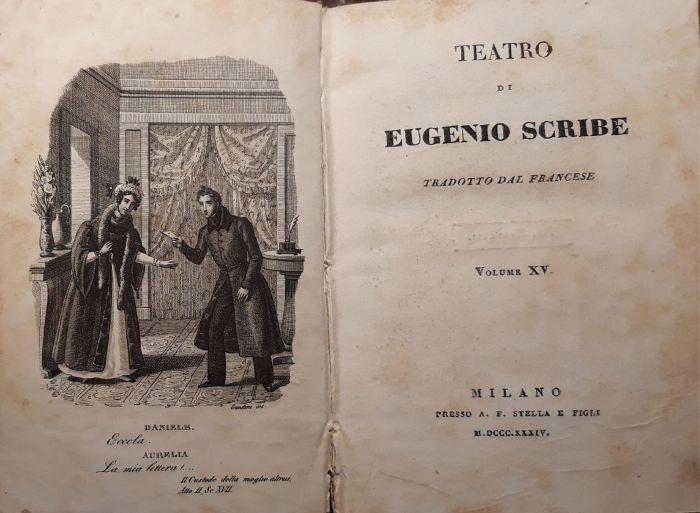 DANIELE.
Eccola.
AURELIA
La mia lettera!...
Il Custode della moglie altrui,
Atto II, Sc XVII.
TEATRO
DI
EUGENIO SCRIBE
TRADOTTO DAL FRANCESE
VOLUME XV.
MILANO
PRESSO A. F. STELLA E FIGLI
M.DCCC.XXXIV.